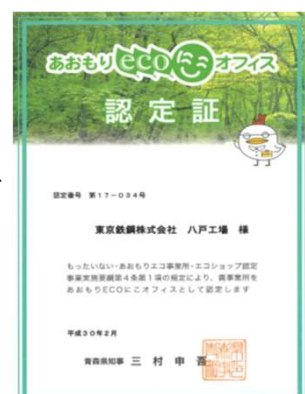 あおもりecoにこオフィス
認定証
認定番号 第17-034号
東京鉄鋼株式会社 八戸工場 様
もったいない・あおもりエコ事業所・エコショップ認定
事業実施要綱第4条第1項の規定により、貴事業所を
あおもりECOにこオフィスとして認定します
平成30年2月
青森県知事 三村申吾